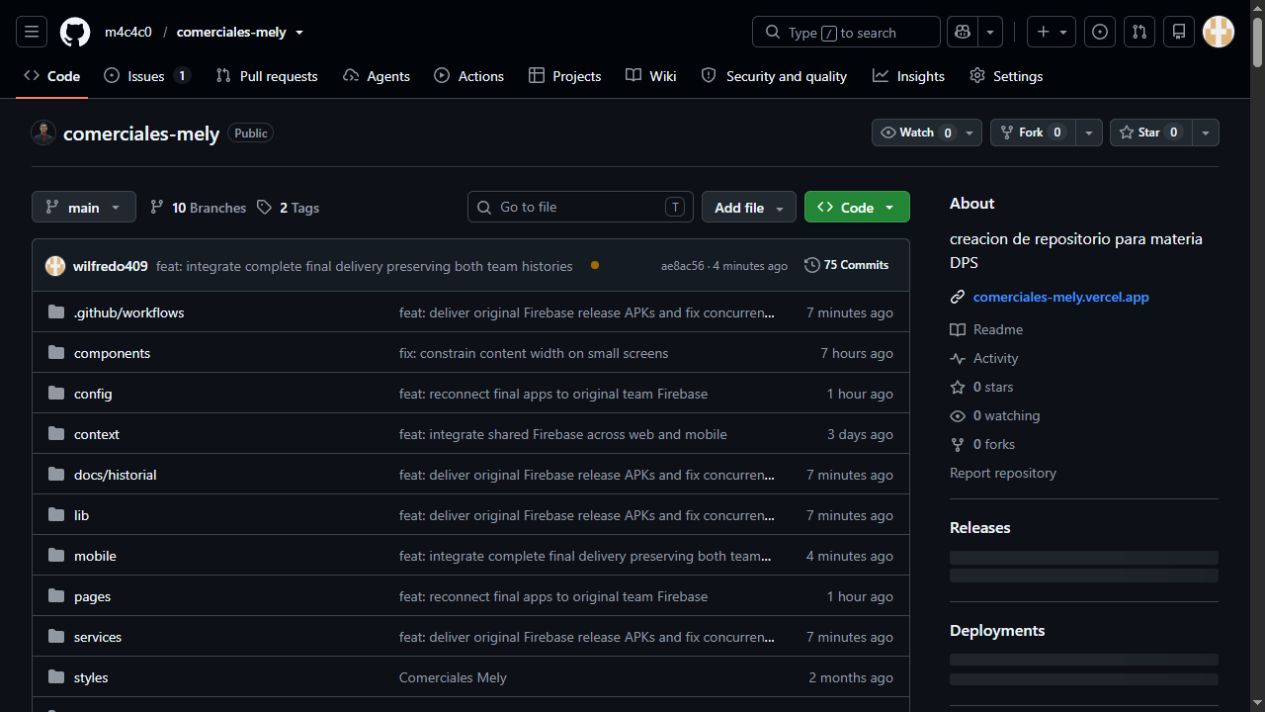 m4c4c0 / comerciales-mely
Type / to search
Code Issues 1 Pull requests Agents Actions Projects Wiki Security and quality Insights Settings
comerciales-mely Public
Watch 0 Fork 0 Star 0
main 10 Branches 2 Tags Go to file T Add file Code
wilfredo409 feat: integrate complete final delivery preserving both team histories ae8ac56 · 4 minutes ago 75 Commits
.github/workflows feat: deliver original Firebase release APKs and fix concurren... 7 minutes ago
components fix: constrain content width on small screens 7 hours ago
config feat: reconnect final apps to original team Firebase 1 hour ago
context feat: integrate shared Firebase across web and mobile 3 days ago
docs/historial feat: deliver original Firebase release APKs and fix concurren... 7 minutes ago
lib feat: deliver original Firebase release APKs and fix concurren... 7 minutes ago
mobile feat: integrate complete final delivery preserving both team... 4 minutes ago
pages feat: reconnect final apps to original team Firebase 1 hour ago
services feat: deliver original Firebase release APKs and fix concurren... 7 minutes ago
styles Comerciales Mely 2 months ago
About
creacion de repositorio para materia
DPS
comerciales-mely.vercel.app
Readme
Activity
0 stars
0 watching
0 forks
Report repository
Releases
Deployments